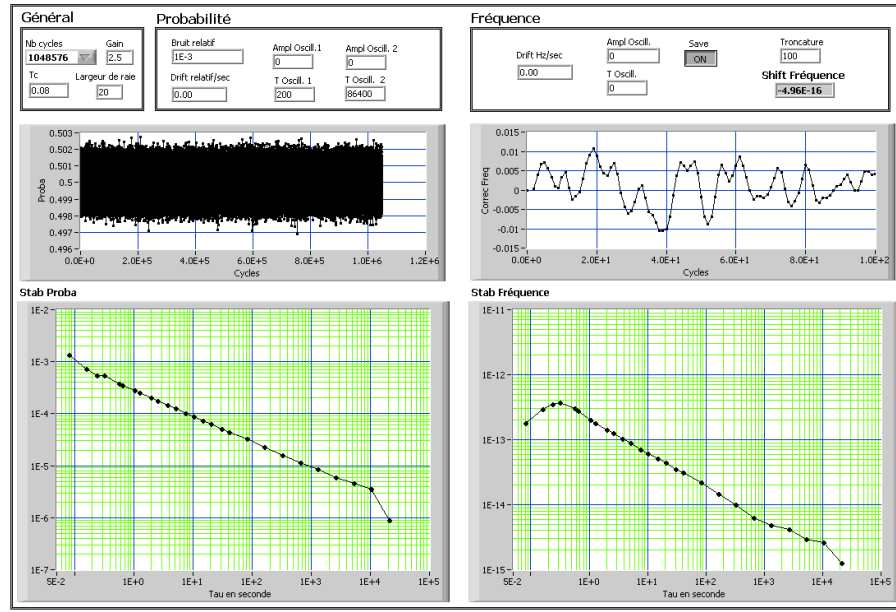 Général
Nb cycles
1048576
Gain
2.5
Tc
0.08
Largeur de raie
20
Probabilité
Bruit relatif
1E-3
Ampl Oscill.1
0
Ampl Oscill. 2
0
Drift relatif/sec
0.00
T Oscill. 1
200
T Oscill. 2
86400
Fréquence
Drift Hz/sec
0.00
Ampl Oscill.
0
T Oscill.
0
Save
ON
Troncature
100
Shift Fréquence
-4.96E-16
Proba
0.503
0.502
0.501
0.5
0.499
0.498
0.496
0.0E+0 2.0E+5 4.0E+5 6.0E+5 8.0E+5 1.0E+6 1.2E+6
Cycles
Correc Freq
0.015
0.010
0.005
0.000
-0.005
-0.010
-0.015
0.0E+0 2.0E+1 4.0E+1 6.0E+1 8.0E+1 1.0E+2
Cycles
Stab Proba
1E-2
1E-3
1E-4
1E-5
1E-6
1E-7
5E-2 1E+0 1E+1 1E+2 1E+3 1E+4 1E+5
Tau en seconde
Stab Fréquence
1E-11
1E-12
1E-13
1E-14
1E-15
5E-2 1E+0 1E+1 1E+2 1E+3 1E+4 1E+5
Tau en seconde